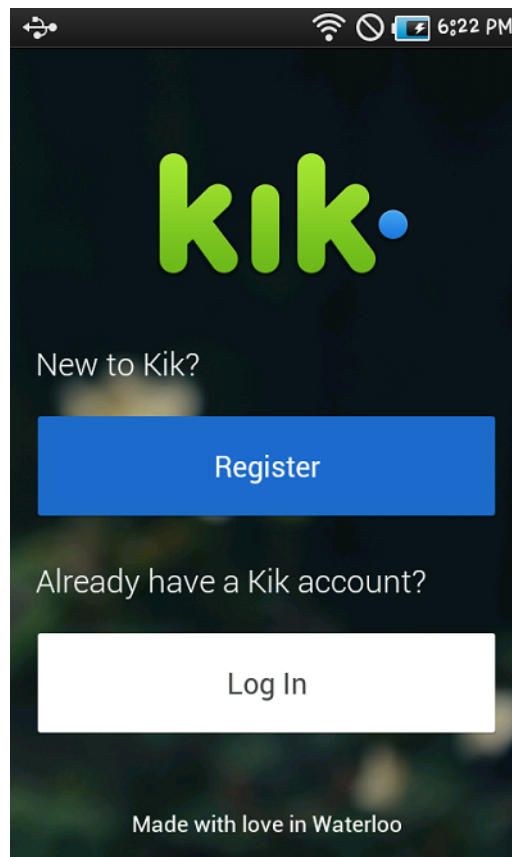 6:22 PM
kik
New to Kik?
Register
Already have a Kik account?
Log In
Made with love in Waterloo